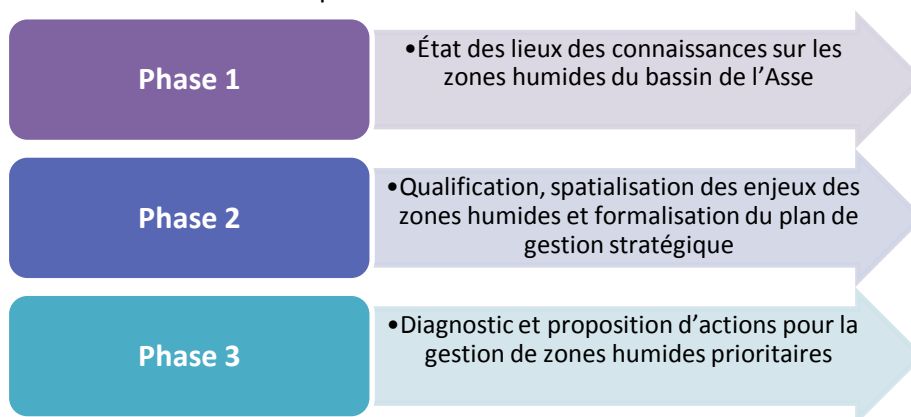 Phase 1
•État des lieux des connaissances sur les
zones humides du bassin de l'Asse
Phase 2
•Qualification, spatialisation des enjeux des
zones humides et formalisation du plan de
gestion stratégique
Phase 3
•Diagnostic et proposition d'actions pour la
gestion de zones humides prioritaires